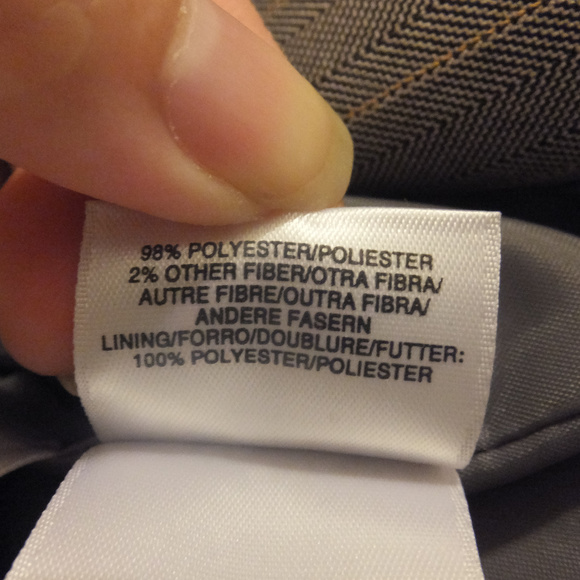 98% POLYESTER/POLIESTER
2% OTHER FIBER/OTRA FIBRA/
AUTRE FIBRE/OUTRA FIBRA/
ANDERE FASERN
LINING/FORRO/DOUBLURE/FUTTER:
100% POLYESTER/POLIESTER